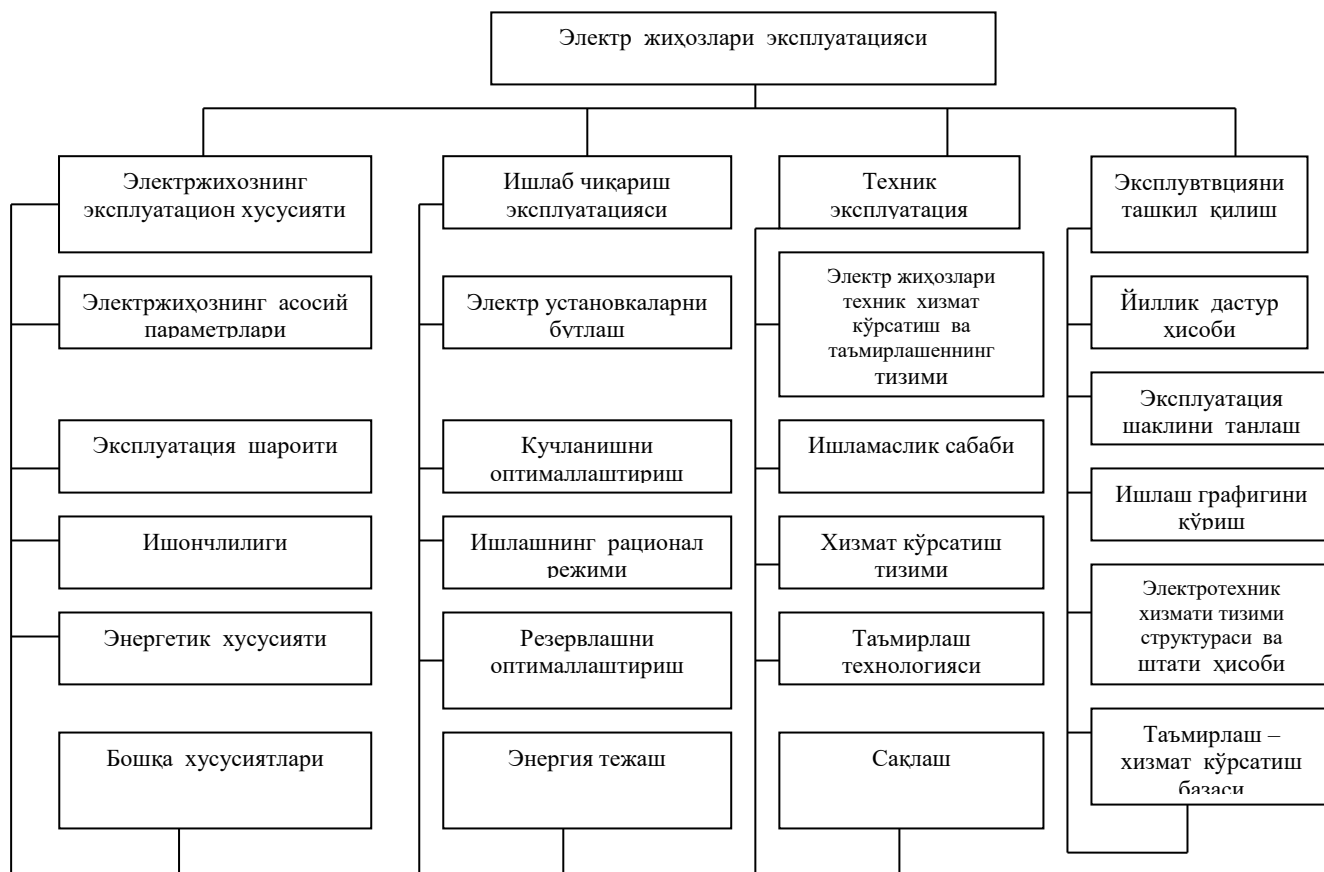 Электр жиҳозлари эксплуатацияси
Электржихознинг
эксплуатацион хусусияти
Электржиҳознинг асосий
параметрлари
Эксплуатация шароити
Ишончлилиги
Энергетик хусусияти
Бошқа хусусиятлари
Ишлаб чиқариш
эксплуатацияси
Электр установкаларни
бутлаш
Кучланишни
оптималлаштириш
Ишлашнинг рационал
режими
Резервлашни
оптималлаштириш
Энергия тежаш
Техник
эксплуатация
Электр жиҳозлари
техник хизмат
кўрсатиш ва
таъмирлашеннинг
тизими
Ишламаслик сабаби
Хизмат кўрсатиш
тизими
Таъмирлаш
технологияси
Сақлаш
Эксплувтвцияни
ташкил қилиш
Йиллик дастур
ҳисоби
Эксплуатация
шаклини танлаш
Ишлаш графигини
қўриш
Электротехник
хизмати тизими
структураси ва
штати ҳисоби
Таъмирлаш –
хизмат кўрсатиш
базаси